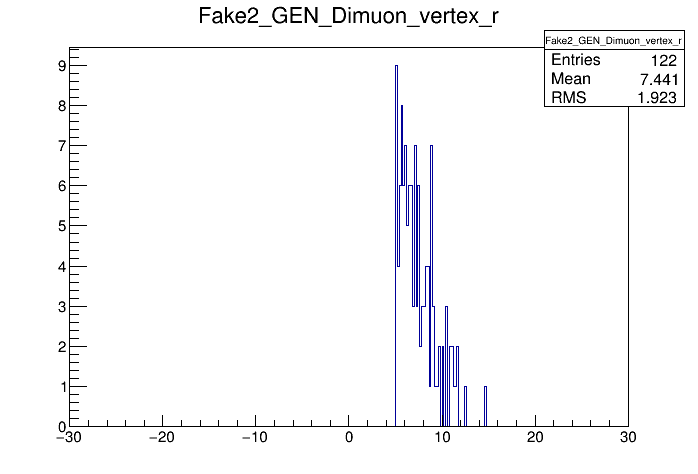 Fake2_GEN_Dimuon_vertex_r
Fake2_GEN_Dimuon_vertex_r
Entries 122
Mean 7.441
RMS 1.923
9
8
7
6
5
4
3
2
1
0
−30 −20 −10 0 10 20 30